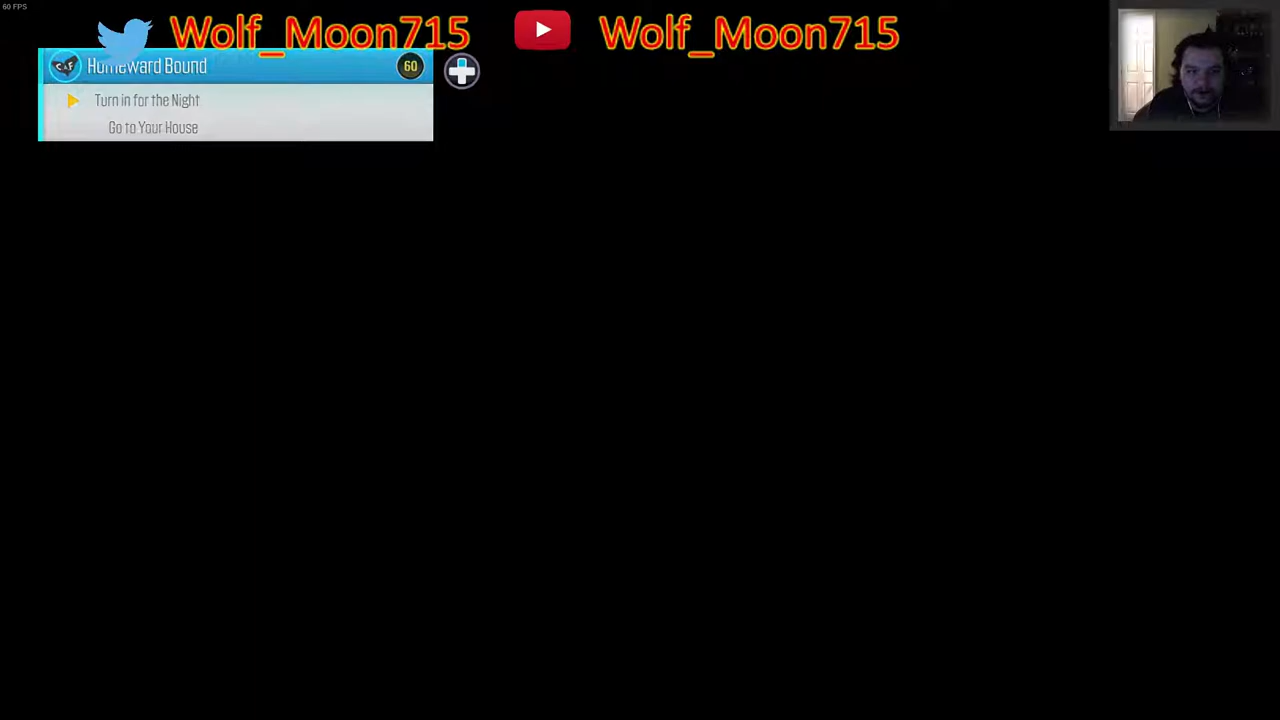 60 FPS
Wolf_Moon715 Wolf_Moon715
Homeward Bound 60
Turn in for the Night
Go to Your House